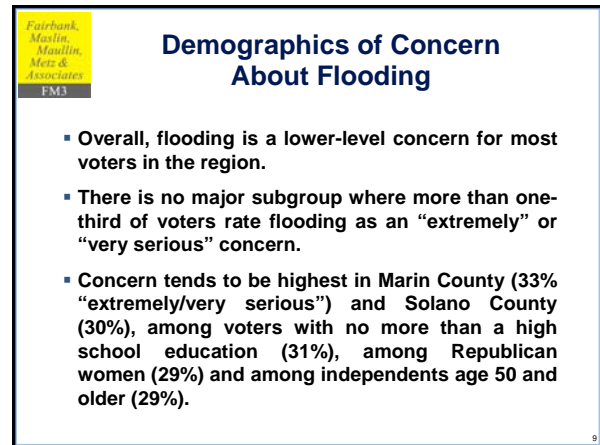 Fairbank,
Maslin,
Maullin,
Metz &
Associates
FM3
Demographics of Concern
About Flooding
▪ Overall, flooding is a lower-level concern for most
voters in the region.
▪ There is no major subgroup where more than one-
third of voters rate flooding as an “extremely” or
“very serious” concern.
▪ Concern tends to be highest in Marin County (33%
“extremely/very serious”) and Solano County
(30%), among voters with no more than a high
school education (31%), among Republican
women (29%) and among independents age 50 and
older (29%).
9